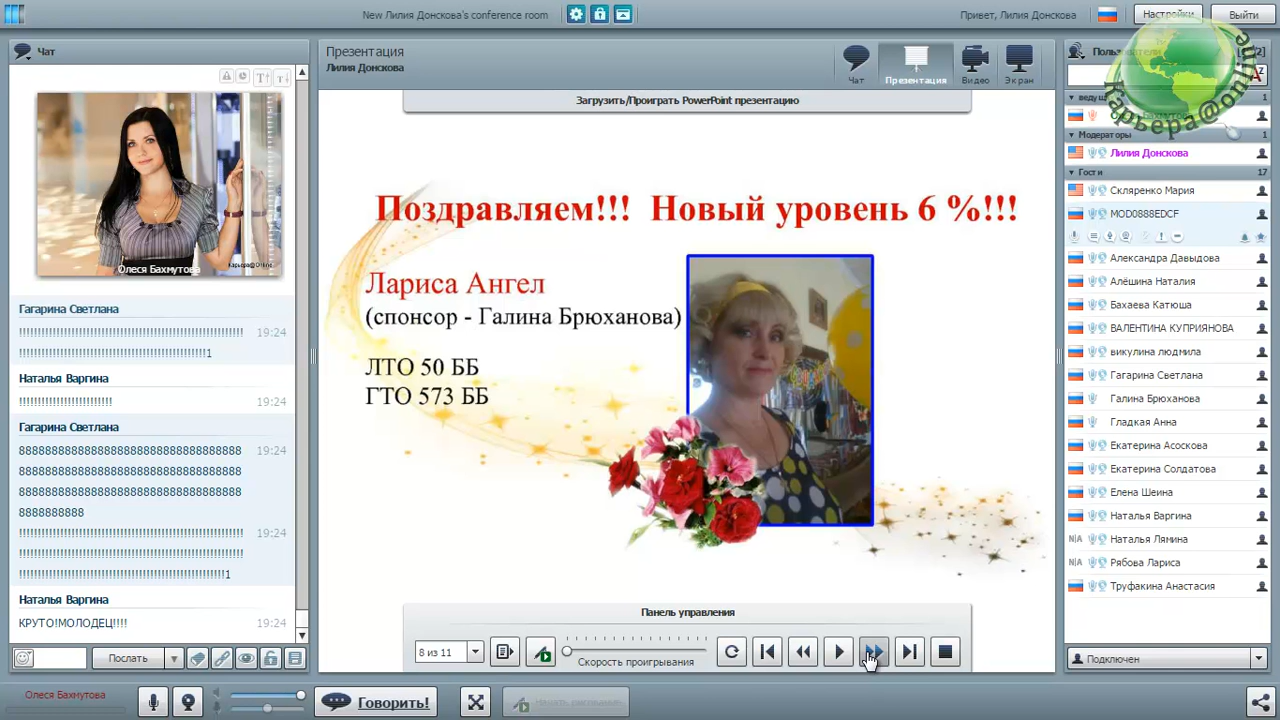 New Лилия Донскова's conference room
Привет, Лилия Донскова
Настройки
Выйти
Чат
Олеся Бахмутова
Карьера@Online
Гагарина Светлана
!!!!!!!!!!!!!!!!!!!!!!!!!!!!!!!!!!!!!!!!!!!!!!!!!!! 19:24
!!!!!!!!!!!!!!!!!!!!!!!!!!!!!!!!!!!!!!!!!!!1
Наталья Варгина
!!!!!!!!!!!!!!!!!!!!!!!!! 19:24
Гагарина Светлана
88888888888888888888888888888888888 19:24
88888888888888888888888888888888888
88888888888888888888888888888888888
8888888888
!!!!!!!!!!!!!!!!!!!!!!!!!!!!!!!!!!!!!!!!!!!!!!!!!!! 19:24
!!!!!!!!!!!!!!!!!!!!!!!!!!!!!!!!!!!!!!!!!!!!!!!!!!!
!!!!!!!!!!!!!!!!!!!!!!!!!!!!!!!!!!!!!!!!!!!!!!!1
Наталья Варгина
КРУТО!МОЛОДЕЦ!!!! 19:24
Послать
Презентация
Лилия Донскова
Чат
Презентация
Видео
Экран
Загрузить/Проиграть PowerPoint презентацию
Поздравляем!!! Новый уровень 6 %!!!
Лариса Ангел
(спонсор - Галина Брюханова)
ЛТО 50 ББ
ГТО 573 ББ
Панель управления
8 из 11
Скорость проигрывания
карьера@online
Модераторы 1
Лилия Донскова
Гости 17
Скляренко Мария
MOD0888EDCF
Александра Давыдова
Алёшина Наталия
Бахаева Катюша
ВАЛЕНТИНА КУПРИЯНОВА
викулина людмила
Гагарина Светлана
Галина Брюханова
Гладкая Анна
Екатерина Асоскова
Екатерина Солдатова
Елена Шеина
Наталья Варгина
N/A Наталья Лямина
N/A Рябова Лариса
Труфакина Анастасия
Подключен
Олеся Бахмутова
Говорить!
Начать рисование